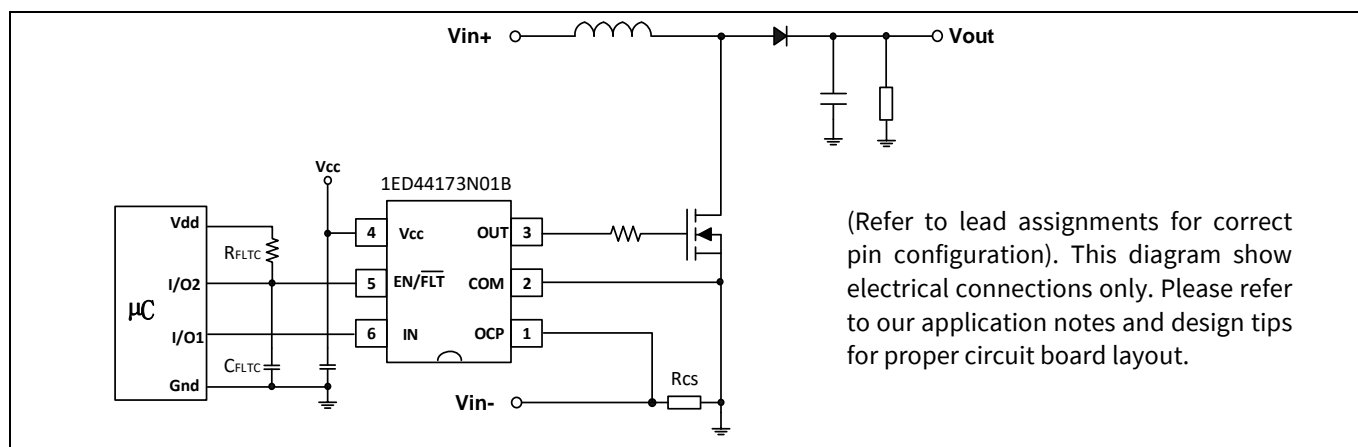 Vin+
Vout
Vcc
1ED44173N01B
Vdd
RFLTC
4
Vcc
OUT
3
I/O2
5
EN/FLT
COM
2
μC
I/O1
6
IN
OCP
1
CFLTC
Gnd
Rcs
Vin-
(Refer to lead assignments for correct
pin configuration). This diagram show
electrical connections only. Please refer
to our application notes and design tips
for proper circuit board layout.